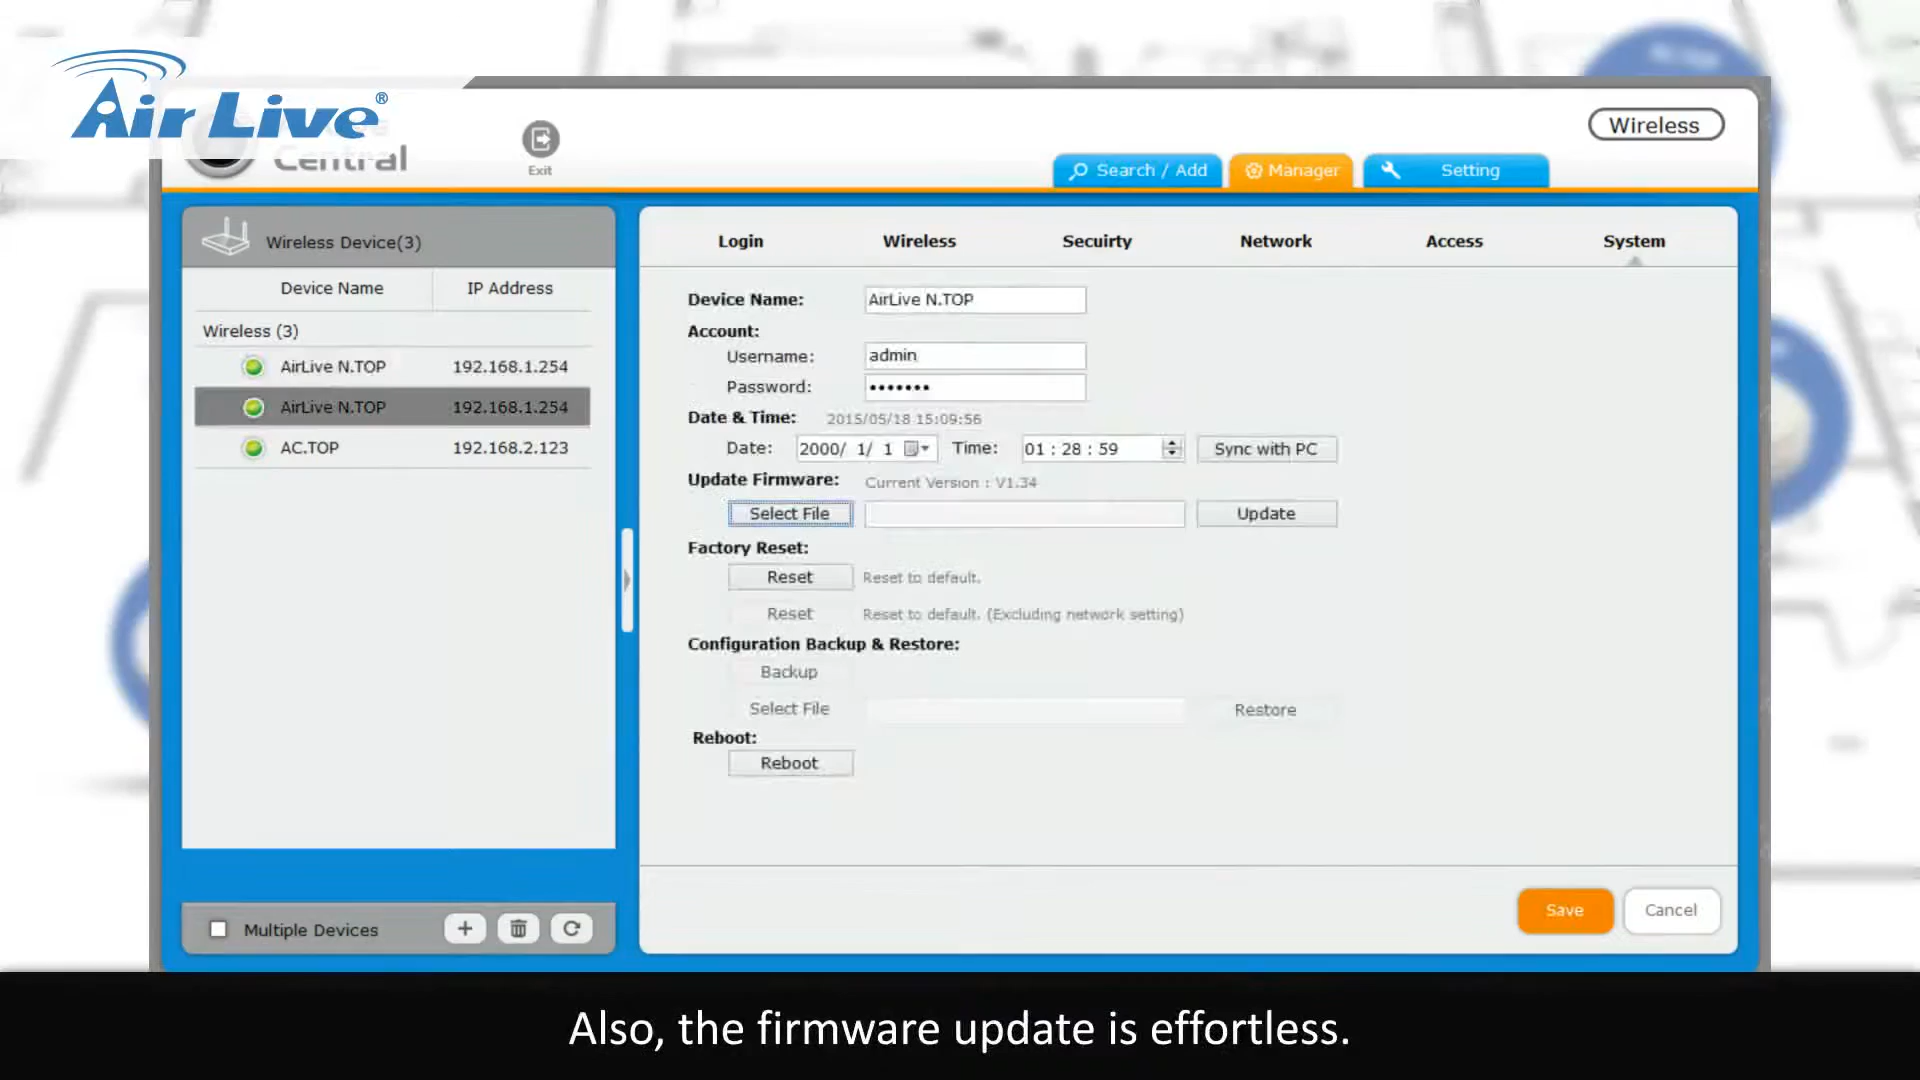 Air Live®
Central
Exit
Wireless
Search / Add
Manager
Setting
Wireless Device(3)
Device Name IP Address
Wireless (3)
AirLive N.TOP 192.168.1.254
AirLive N.TOP 192.168.1.254
AC.TOP 192.168.2.123
Multiple Devices
Login Wireless Secuirty Network Access System
Device Name: AirLive N.TOP
Account:
Username: admin
Password: •••••••
Date & Time: 2015/05/18 15:09:56
Date: 2000/ 1/ 1 Time: 01 : 28 : 59 Sync with PC
Update Firmware: Current Version : V1.34
Select File Update
Factory Reset:
Reset Reset to default.
Reset Reset to default. (Excluding network setting)
Configuration Backup & Restore:
Backup
Select File Restore
Reboot:
Reboot
Save Cancel
Also, the firmware update is effortless.